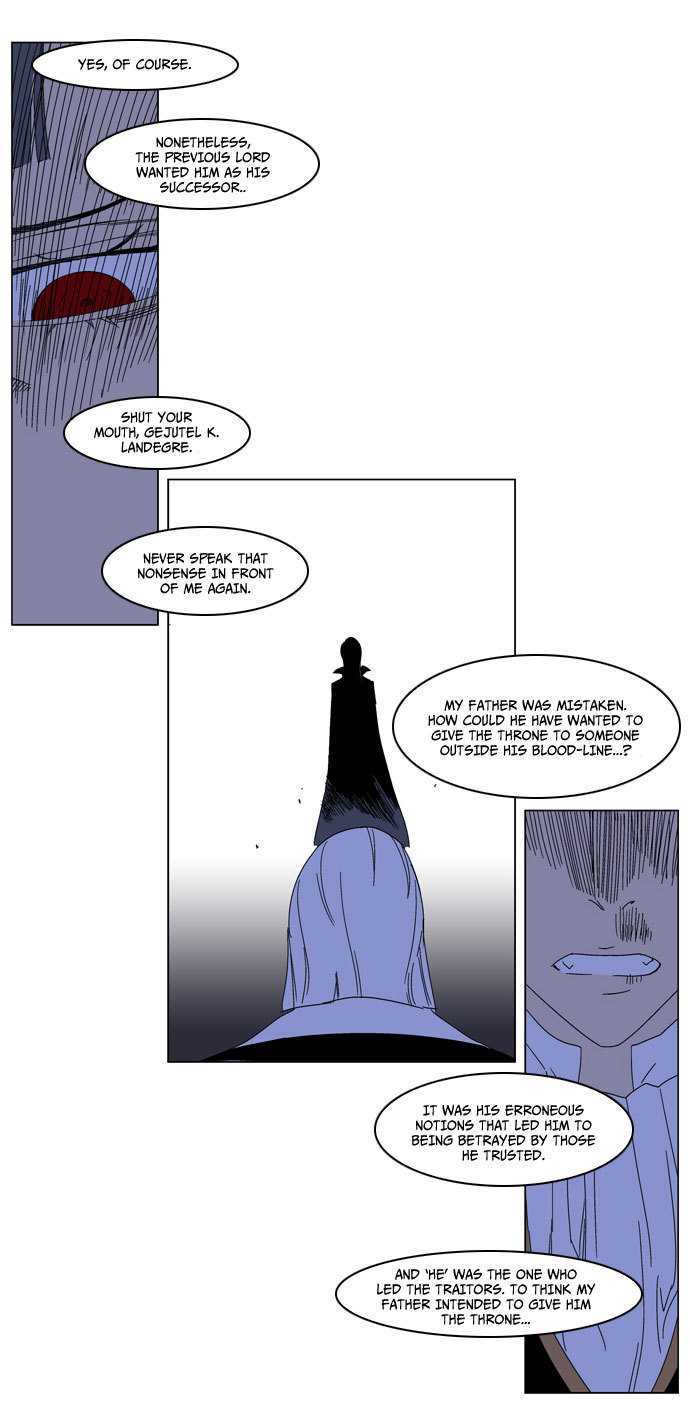 YES, OF COURSE.
NONETHELESS,
THE PREVIOUS LORD
WANTED HIM AS HIS
SUCCESSOR..
SHUT YOUR
MOUTH, GEJUTEL K.
LANDEGRE.
NEVER SPEAK THAT
NONSENSE IN FRONT
OF ME AGAIN.
MY FATHER WAS MISTAKEN.
HOW COULD HE HAVE WANTED TO
GIVE THE THRONE TO SOMEONE
OUTSIDE HIS BLOOD-LINE...?
IT WAS HIS ERRONEOUS
NOTIONS THAT LED HIM TO
BEING BETRAYED BY THOSE
HE TRUSTED.
AND 'HE' WAS THE ONE WHO
LED THE TRAITORS. TO THINK MY
FATHER INTENDED TO GIVE HIM
THE THRONE...